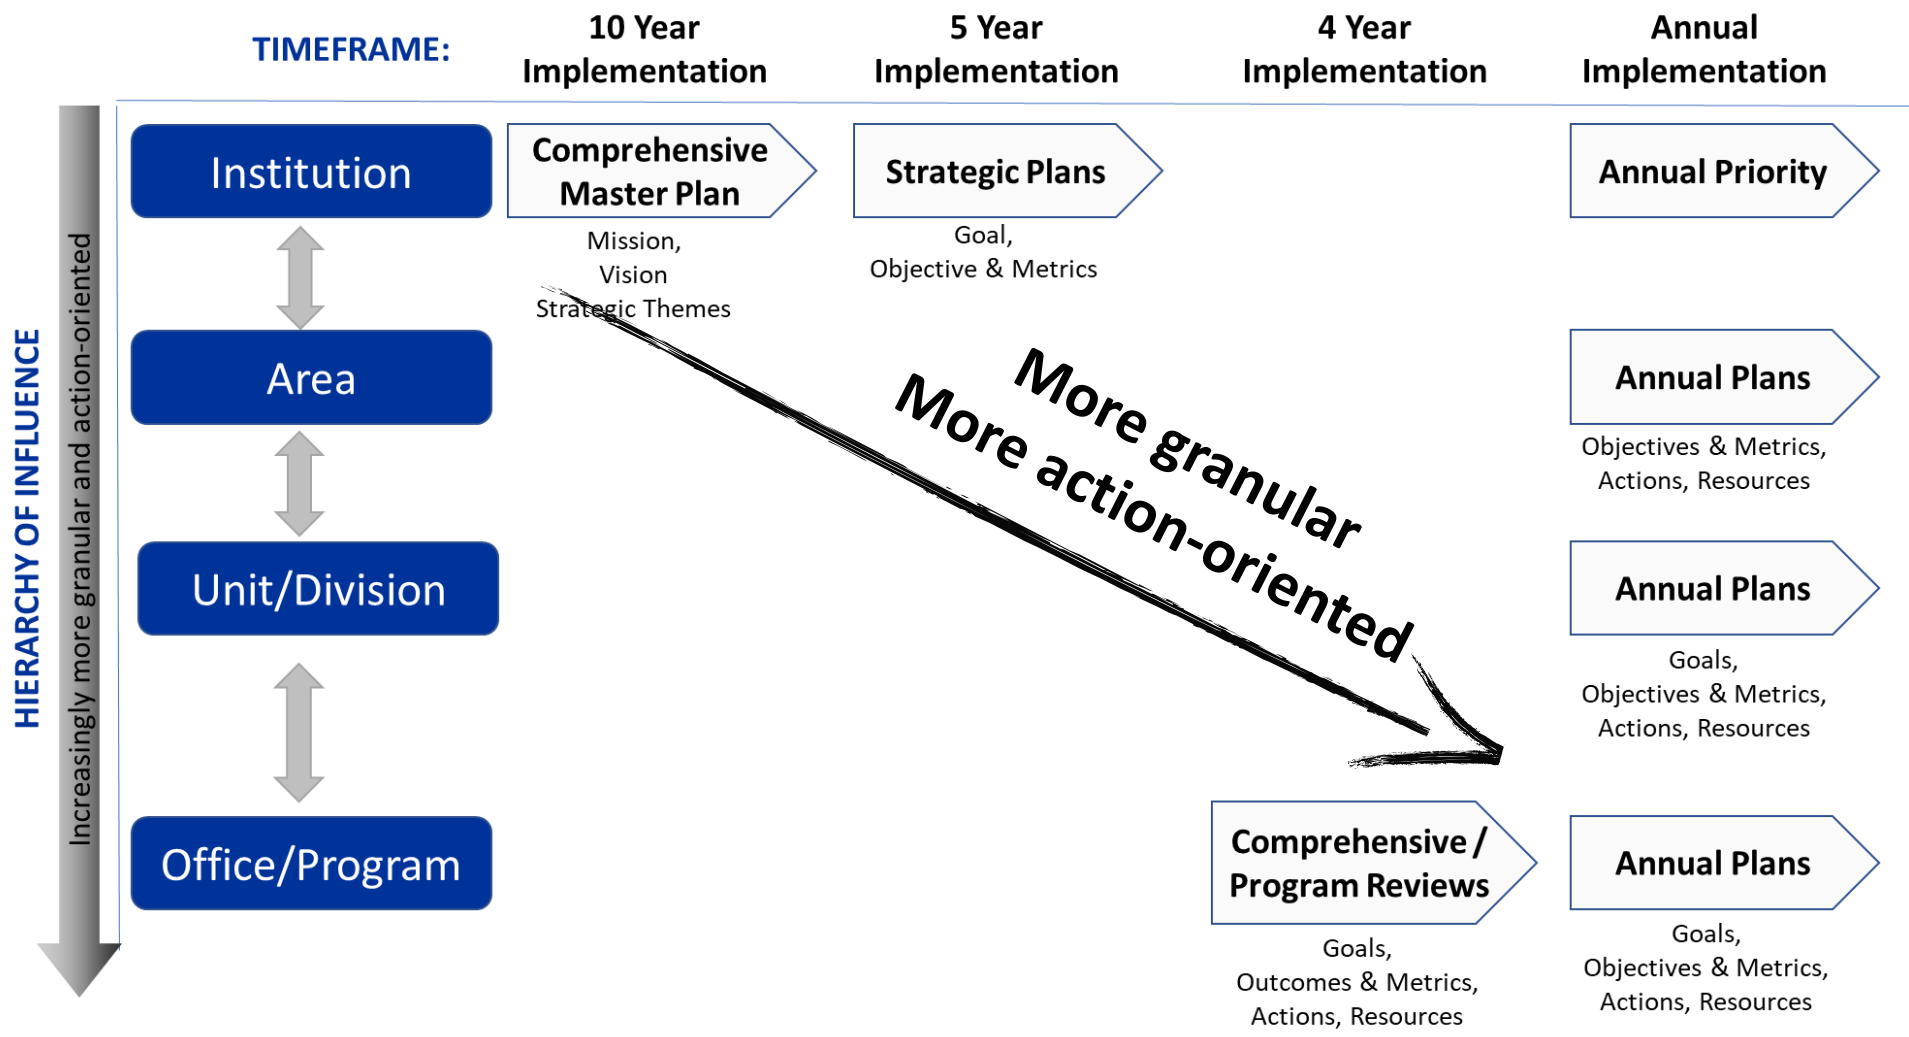 TIMEFRAME:
10 Year
Implementation
5 Year
Implementation
4 Year
Implementation
Annual
Implementation
HIERARCHY OF INFLUENCE
Increasingly more granular and action-oriented
Institution
Comprehensive
Master Plan
Mission,
Vision
Strategic Themes
Strategic Plans
Goal,
Objective & Metrics
Annual Priority
More granular
More action-oriented
Area
Annual Plans
Objectives & Metrics,
Actions, Resources
Unit/Division
Annual Plans
Goals,
Objectives & Metrics,
Actions, Resources
Office/Program
Comprehensive /
Program Reviews
Goals,
Outcomes & Metrics,
Actions, Resources
Annual Plans
Goals,
Objectives & Metrics,
Actions, Resources